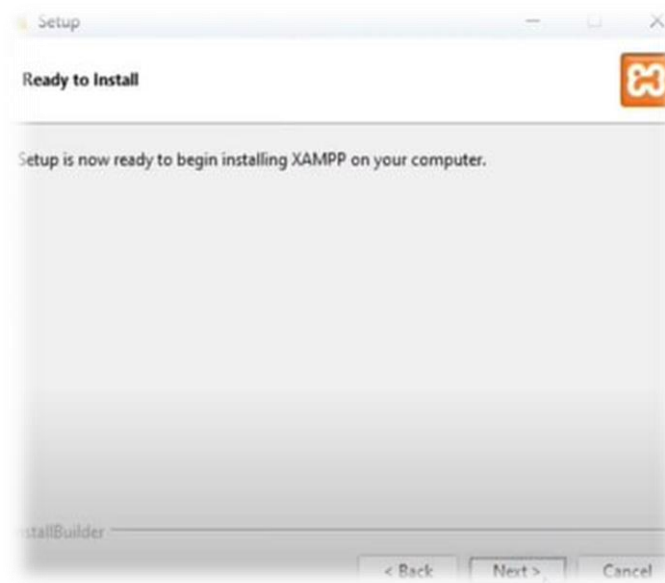 Setup
Ready to Install
Setup is now ready to begin installing XAMPP on your computer.
stallBuilder
< Back Next > Cancel